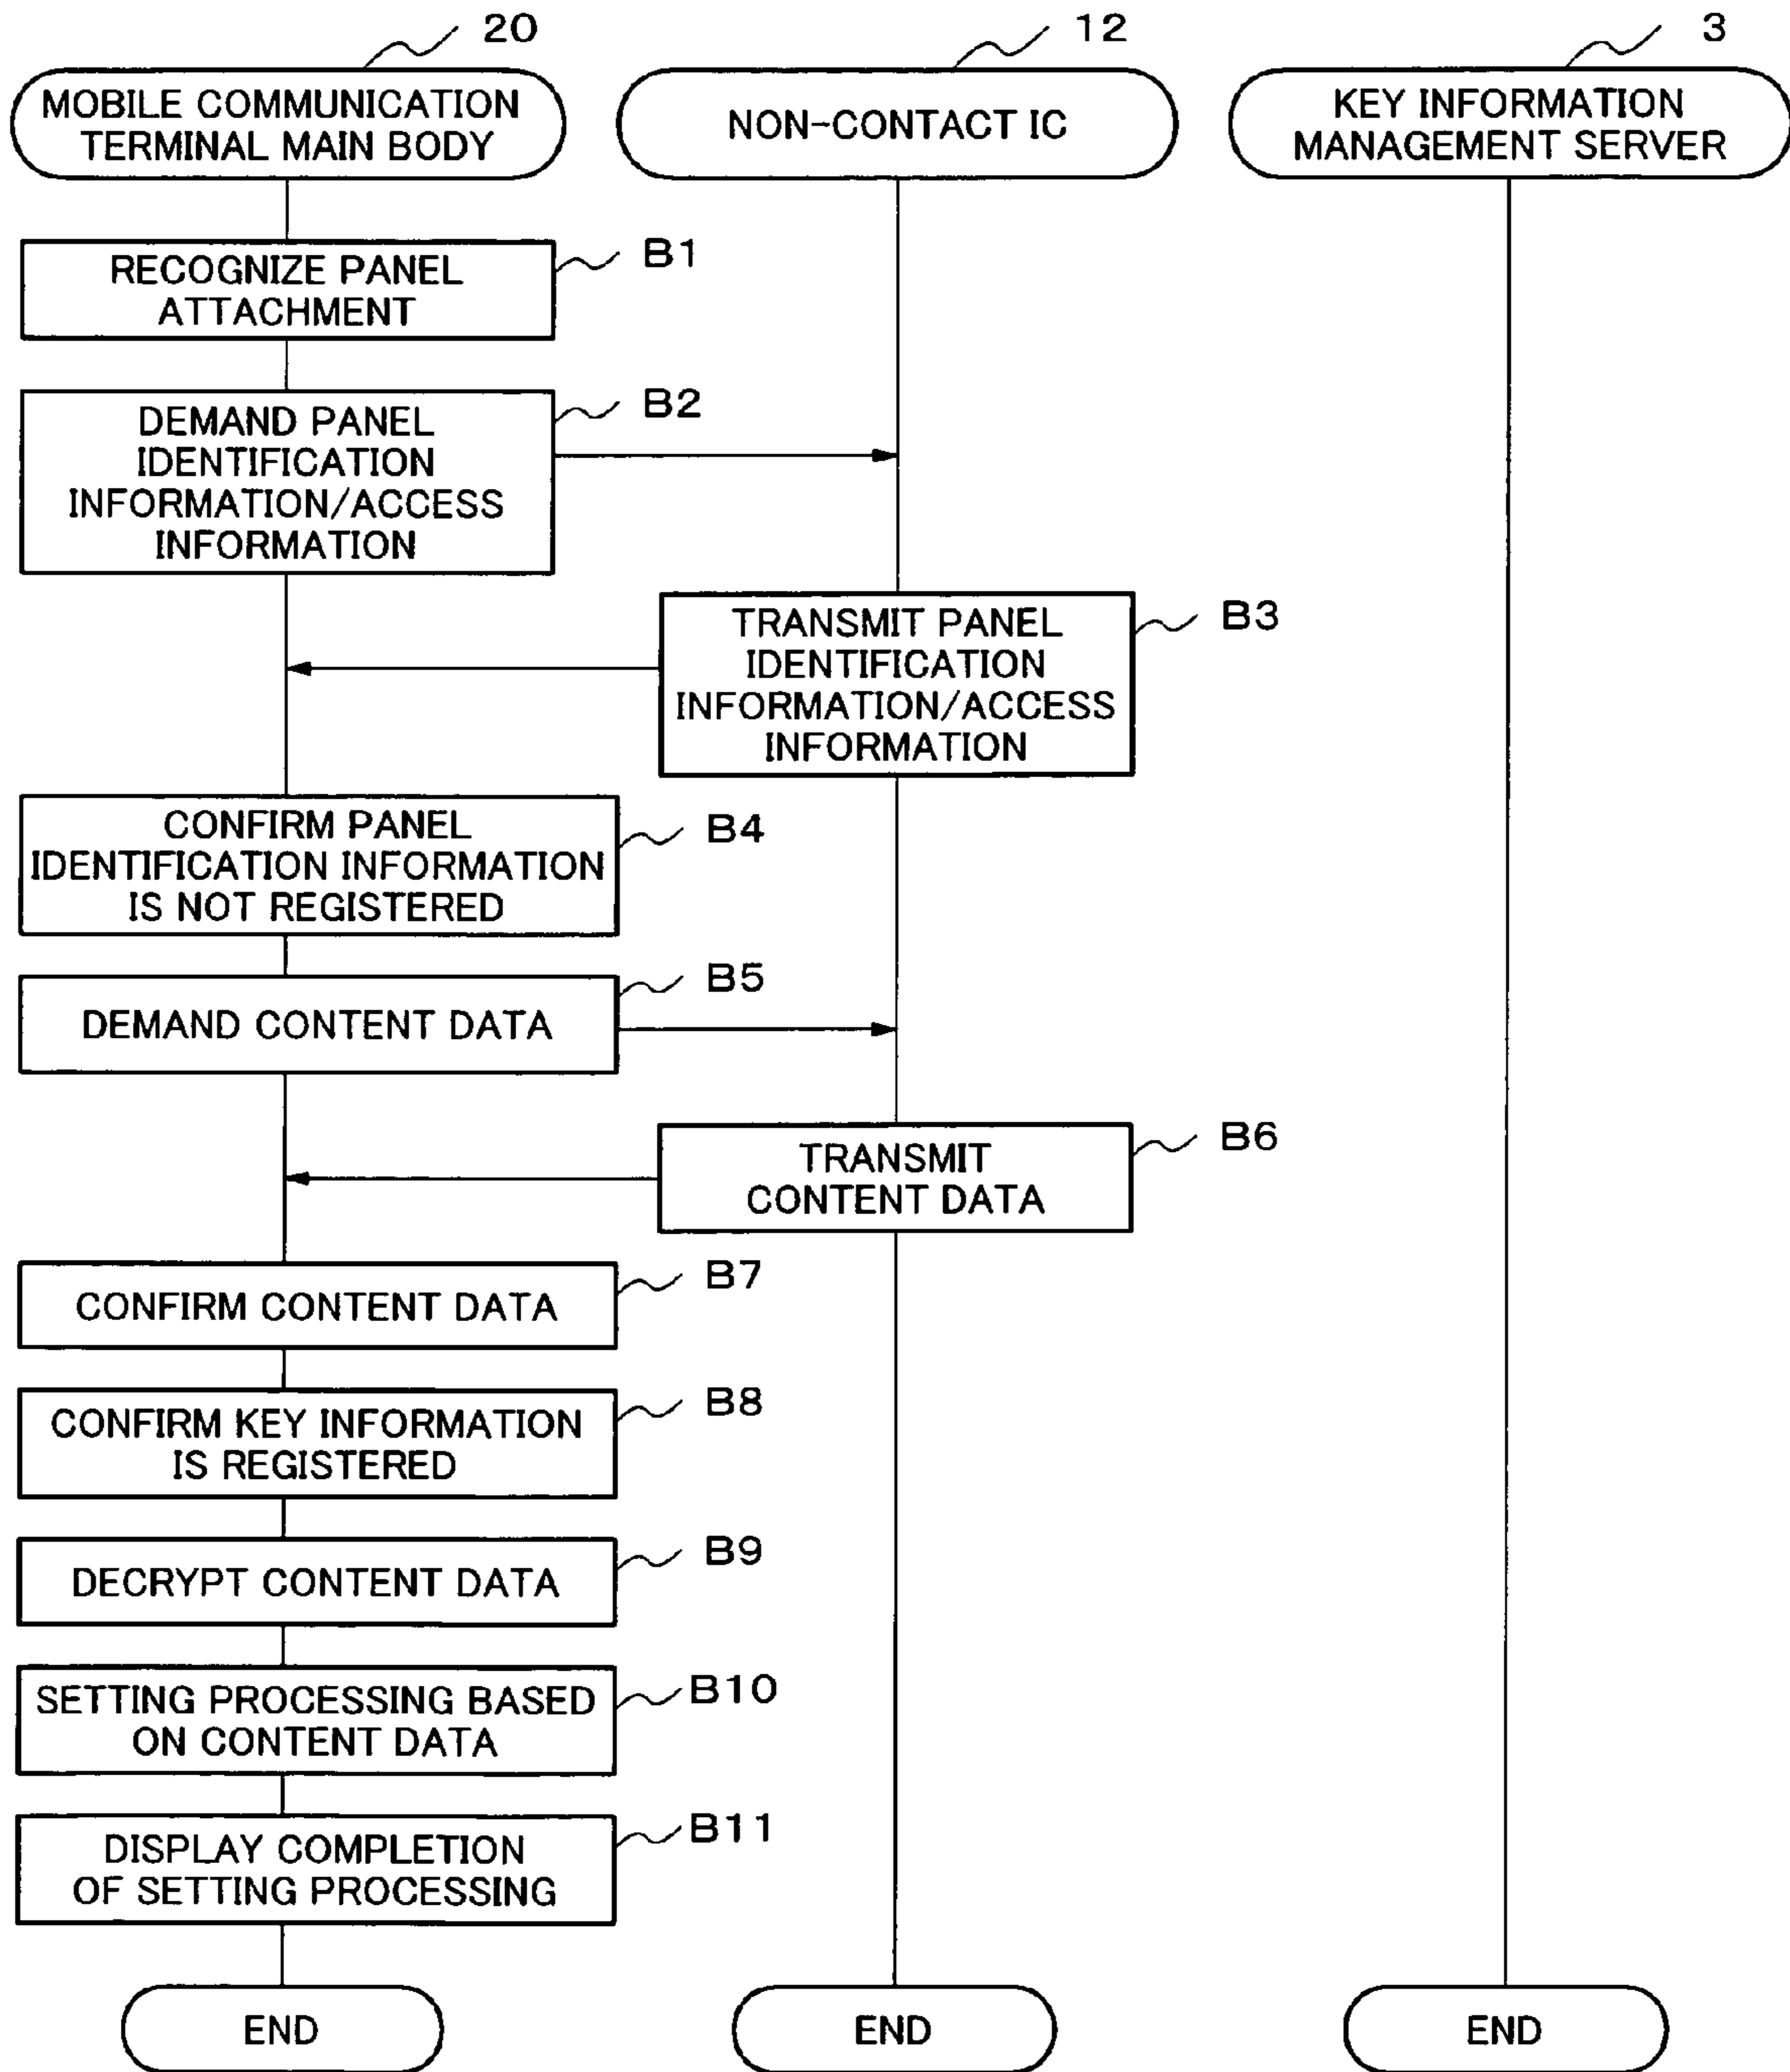 20
12
3
MOBILE COMMUNICATION
TERMINAL MAIN BODY
NON-CONTACT IC
KEY INFORMATION
MANAGEMENT SERVER
RECOGNIZE PANEL
ATTACHMENT
B1
DEMAND PANEL
IDENTIFICATION
INFORMATION/ACCESS
INFORMATION
B2
TRANSMIT PANEL
IDENTIFICATION
INFORMATION/ACCESS
INFORMATION
B3
CONFIRM PANEL
IDENTIFICATION INFORMATION
IS NOT REGISTERED
B4
DEMAND CONTENT DATA
B5
TRANSMIT
CONTENT DATA
B6
CONFIRM CONTENT DATA
B7
CONFIRM KEY INFORMATION
IS REGISTERED
B8
DECRYPT CONTENT DATA
B9
SETTING PROCESSING BASED
ON CONTENT DATA
B10
DISPLAY COMPLETION
OF SETTING PROCESSING
B11
END
END
END